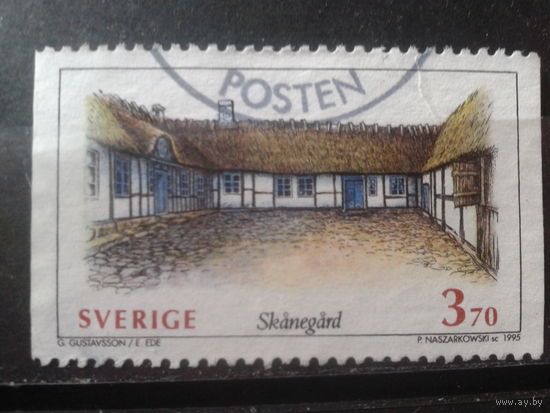 POSTEN
SVERIGE
Skånegård
3 70
G. GUSTAVSSON / E. EDE
P. NASZARKOWSKI sc 1995
www.ay.by